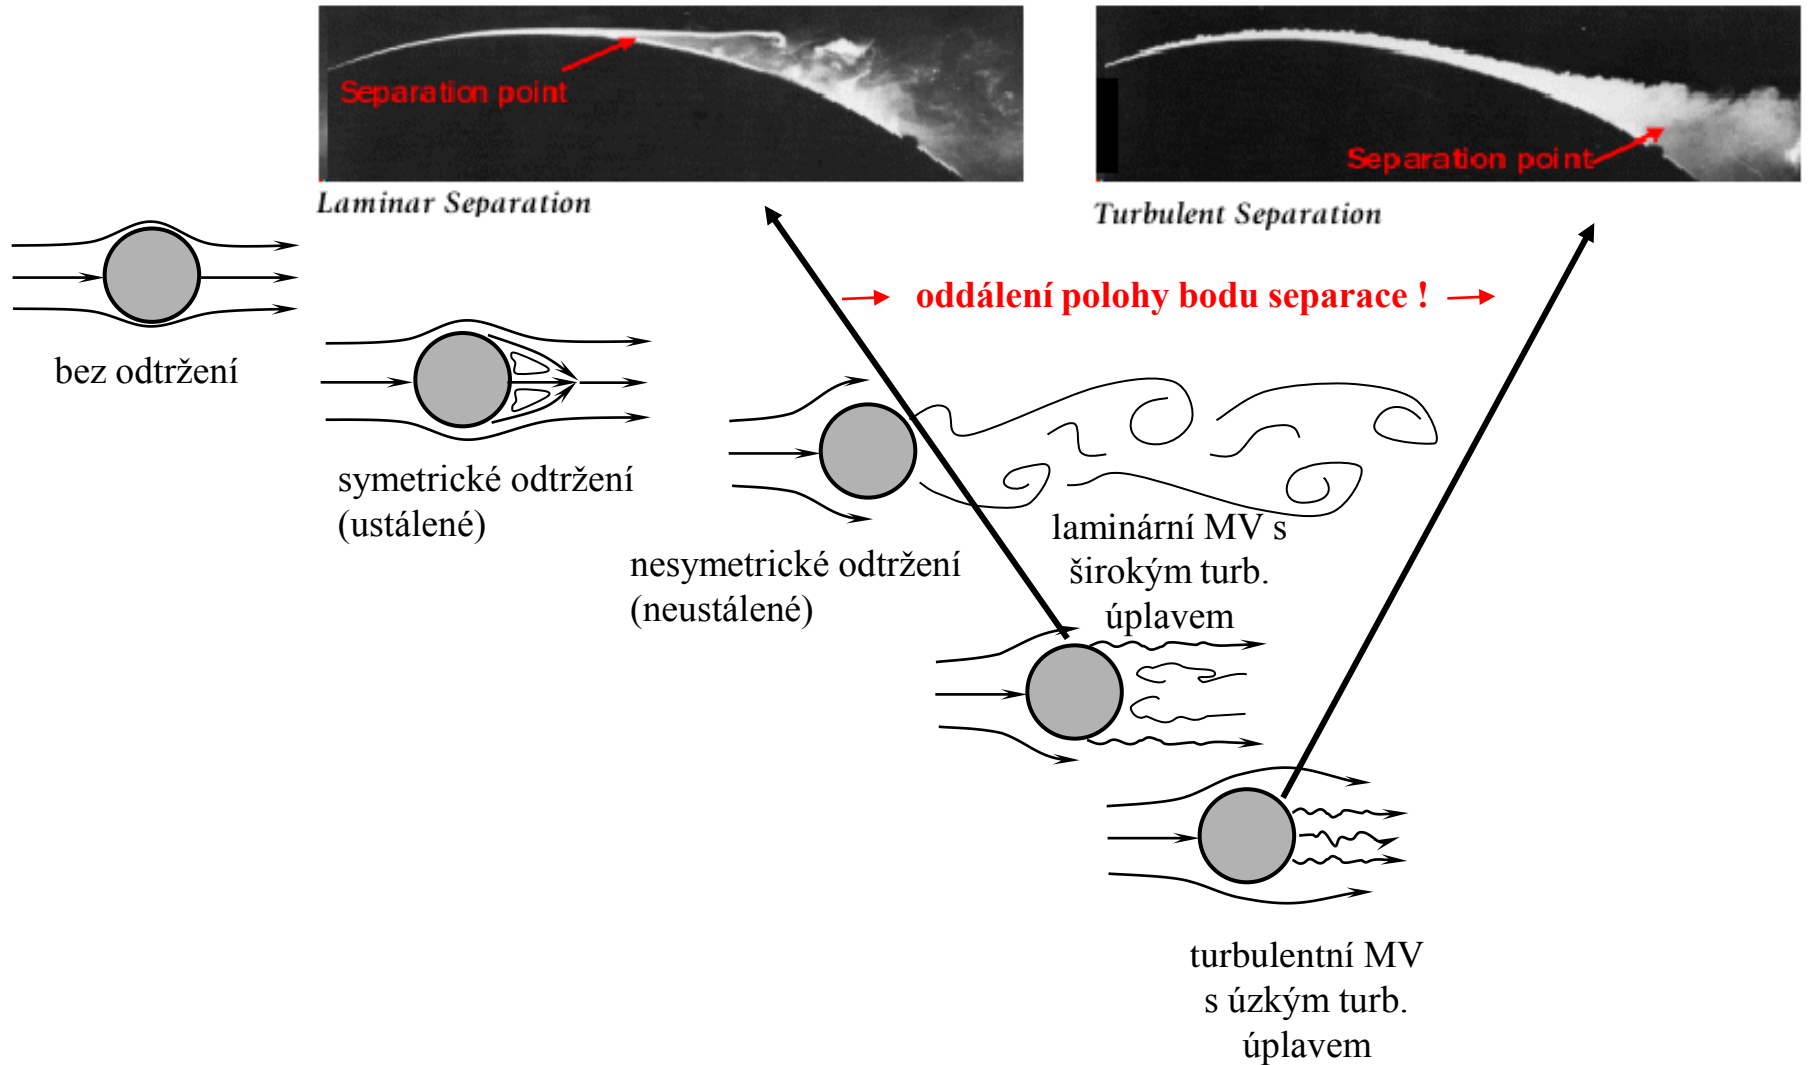 Separation point
Separation point
Laminar Separation
Turbulent Separation
oddálení polohy bodu separace !
bez odtržení
symetrické odtržení
(ustálené)
nesymetrické odtržení
(neustálené)
laminární MV s
širokým turb.
úplavem
turbulentní MV
s úzkým turb.
úplavem